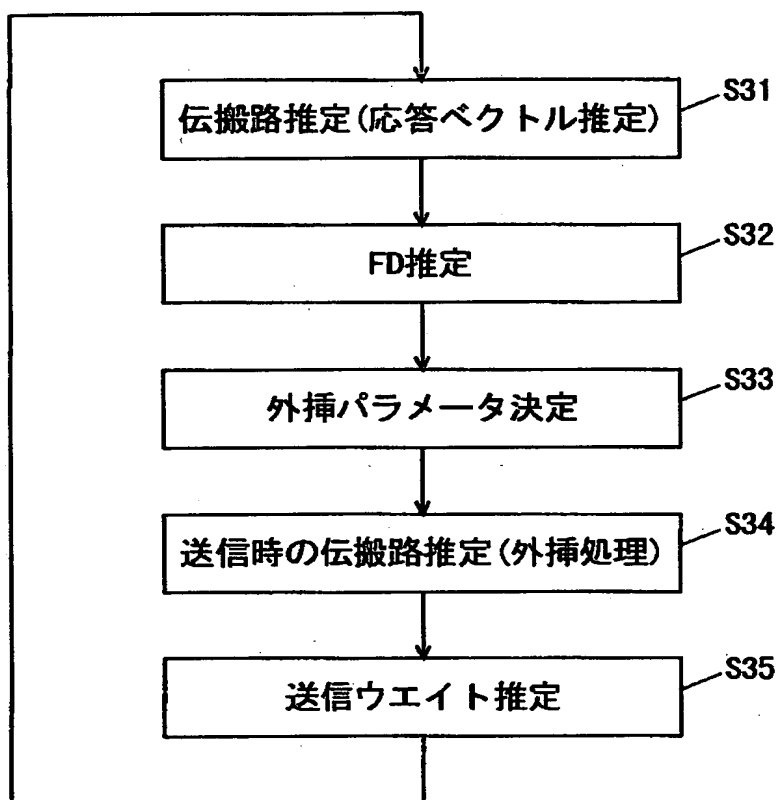 S31
伝搬路推定(応答ベクトル推定)
S32
FD推定
S33
外挿パラメータ決定
S34
送信時の伝搬路推定(外挿処理)
S35
送信ウエイト推定